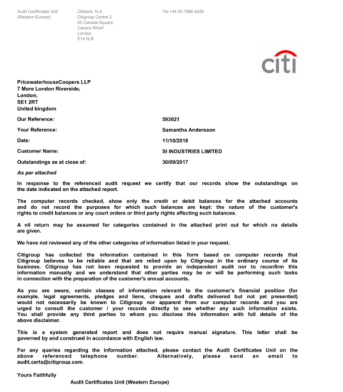 Audit Certificates Unit
(Western Europe)
Citibank, N.A.
Citigroup Centre 2
25 Canada Square
Canary Wharf
London
E14 5LB
Tel +44 20 7986 4628
citi
PricewaterhouseCoopers LLP
7 More London Riverside,
London,
SE1 2RT
United kingdom
Our Reference: 593821
Your Reference: Samantha Andersson
Date: 11/10/2018
Customer Name: SI INDUSTRIES LIMITED
Outstandings as at close of: 30/09/2017
As per attached
In response to the referenced audit request we certify that our records show the outstandings on
the date indicated on the attached report.
The computer records checked, show only the credit or debit balances for the attached accounts
and do not record the purposes for which such balances are kept: the nature of the customer's
rights to credit balances or any court orders or third party rights affecting such balances.
A nil return may be assumed for categories contained in the attached print out for which no details
are given.
We have not reviewed any of the other categories of information listed in your request.
Citigroup has collected the information contained in this form based on computer records that
Citigroup believes to be reliable and that are relied upon by Citigroup in the ordinary course of its
business. Citigroup has not been requested to provide an independent audit nor to reconfirm this
information manually and we understand that other parties may be or will be performing such tasks
in connection with the preparation of the customer's annual accounts.
As you are aware, certain classes of information relevant to the customer's financial position (for
example, legal agreements, pledges and liens, cheques and drafts delivered but not yet presented)
would not necessarily be known to Citigroup nor apparent from our computer records and you are
urged to consult the customer / your records directly to see whether any such information exists.
You shall provide any third parties to whom you disclose this information with full details of the
above disclaimer.
This is a system generated report and does not require manual signature. This letter shall be
governed by and construed in accordance with English law.
For any queries regarding the information attached, please contact the Audit Certificates Unit on the
above referenced telephone number. Alternatively, please send an email to
audit.certs@citigroup.com.
Yours Faithfully
Audit Certificates Unit (Western Europe)